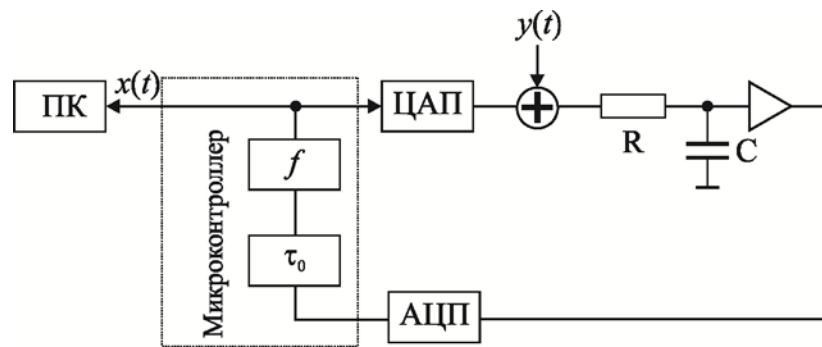 y(t)
ПК
x(t)
ЦАП
R
C
Микроконтроллер
f
τ₀
АЦП